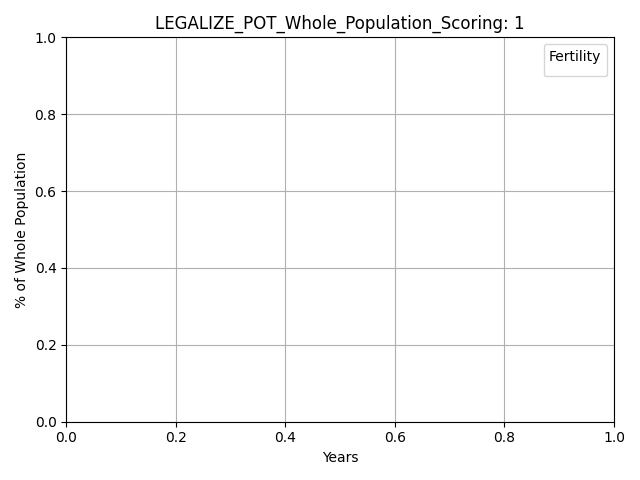 LEGALIZE_POT_Whole_Population_Scoring: 1
Fertility
% of Whole Population
1.0
0.8
0.6
0.4
0.2
0.0
0.0 0.2 0.4 0.6 0.8 1.0
Years